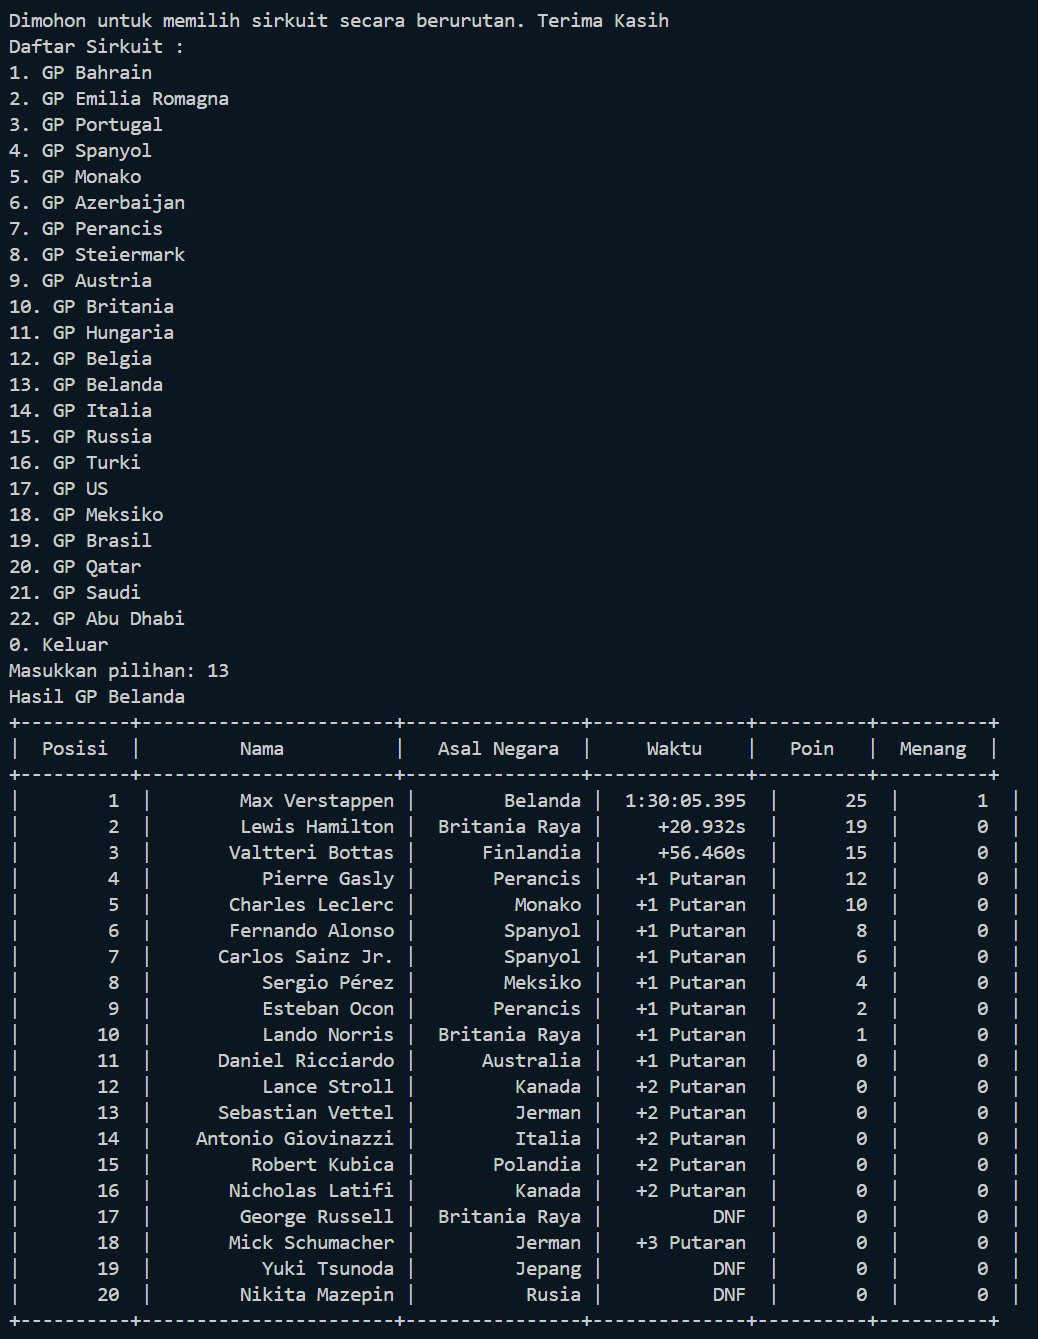 Dimohon untuk memilih sirkuit secara berurutan. Terima Kasih
Daftar Sirkuit :
1. GP Bahrain
2. GP Emilia Romagna
3. GP Portugal
4. GP Spanyol
5. GP Monako
6. GP Azerbaijan
7. GP Perancis
8. GP Steiermark
9. GP Austria
10. GP Britania
11. GP Hungaria
12. GP Belgia
13. GP Belanda
14. GP Italia
15. GP Russia
16. GP Turki
17. GP US
18. GP Meksiko
19. GP Brasil
20. GP Qatar
21. GP Saudi
22. GP Abu Dhabi
0. Keluar
Masukkan pilihan: 13
Hasil GP Belanda
+----------+-----------------------+----------------+--------------+----------+----------+
|  Posisi  |         Nama          |   Asal Negara  |     Waktu    |   Poin   |  Menang  |
+----------+-----------------------+----------------+--------------+----------+----------+
|        1  |        Max Verstappen |        Belanda |  1:30:05.395  |      25  |       1  |
|        2  |        Lewis Hamilton |  Britania Raya |     +20.932s  |      19  |       0  |
|        3  |       Valtteri Bottas |      Finlandia |     +56.460s  |      15  |       0  |
|        4  |          Pierre Gasly |       Perancis |   +1 Putaran  |      12  |       0  |
|        5  |       Charles Leclerc |         Monako |   +1 Putaran  |      10  |       0  |
|        6  |       Fernando Alonso |        Spanyol |   +1 Putaran  |       8  |       0  |
|        7  |      Carlos Sainz Jr. |        Spanyol |   +1 Putaran  |       6  |       0  |
|        8  |          Sergio Pérez |        Meksiko |   +1 Putaran  |       4  |       0  |
|        9  |          Esteban Ocon |       Perancis |   +1 Putaran  |       2  |       0  |
|       10  |          Lando Norris |  Britania Raya |   +1 Putaran  |       1  |       0  |
|       11  |      Daniel Ricciardo |      Australia |   +1 Putaran  |       0  |       0  |
|       12  |          Lance Stroll |         Kanada |   +2 Putaran  |       0  |       0  |
|       13  |      Sebastian Vettel |         Jerman |   +2 Putaran  |       0  |       0  |
|       14  |    Antonio Giovinazzi |         Italia |   +2 Putaran  |       0  |       0  |
|       15  |         Robert Kubica |       Polandia |   +2 Putaran  |       0  |       0  |
|       16  |       Nicholas Latifi |         Kanada |   +2 Putaran  |       0  |       0  |
|       17  |        George Russell |  Britania Raya |          DNF  |       0  |       0  |
|       18  |       Mick Schumacher |         Jerman |   +3 Putaran  |       0  |       0  |
|       19  |          Yuki Tsunoda |         Jepang |          DNF  |       0  |       0  |
|       20  |        Nikita Mazepin |          Rusia |          DNF  |       0  |       0  |
+----------+-----------------------+----------------+--------------+----------+----------+